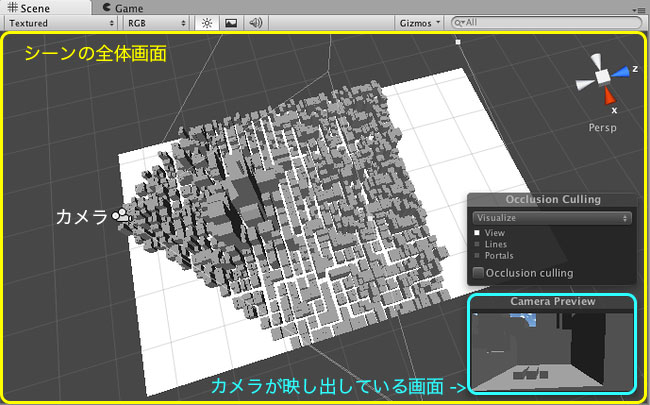 Scene Game
Textured RGB Gizmos All
シーンの全体画面
z
x
Persp
カメラ
Occlusion Culling
Visualize
View
Lines
Portals
Occlusion culling
Camera Preview
カメラが映し出している画面 ->